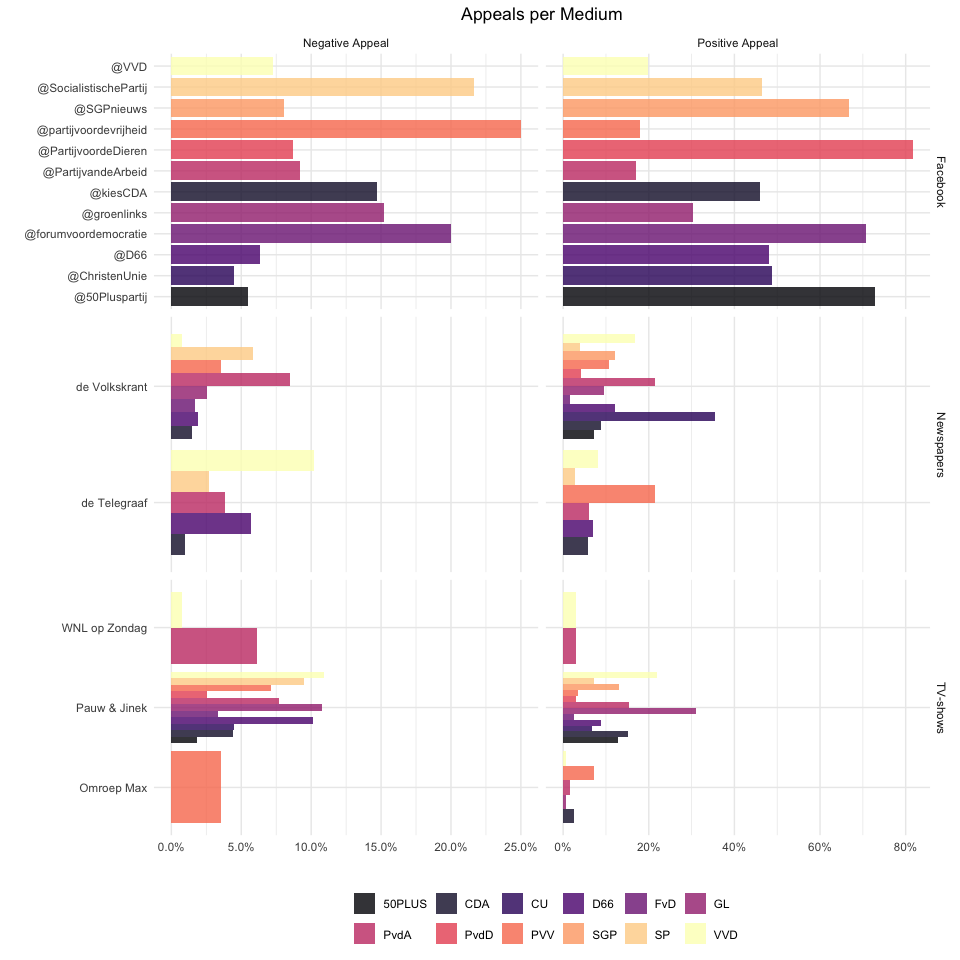 Appeals per Medium
Negative Appeal Positive Appeal
@VVD
@SocialistischePartij
@SGPnieuws
@partijvoordevrijheid
@PartijvoordeDieren
@PartijvandeArbeid
@kiesCDA
@groenlinks
@forumvoordemocratie
@D66
@ChristenUnie
@50Pluspartij
Facebook
de Volkskrant
de Telegraaf
Newspapers
WNL op Zondag
Pauw & Jinek
Omroep Max
TV-shows
0.0% 5.0% 10.0% 15.0% 20.0% 25.0% 0% 20% 40% 60% 80%
50PLUS CDA CU D66 FvD GL
PvdA PvdD PVV SGP SP VVD